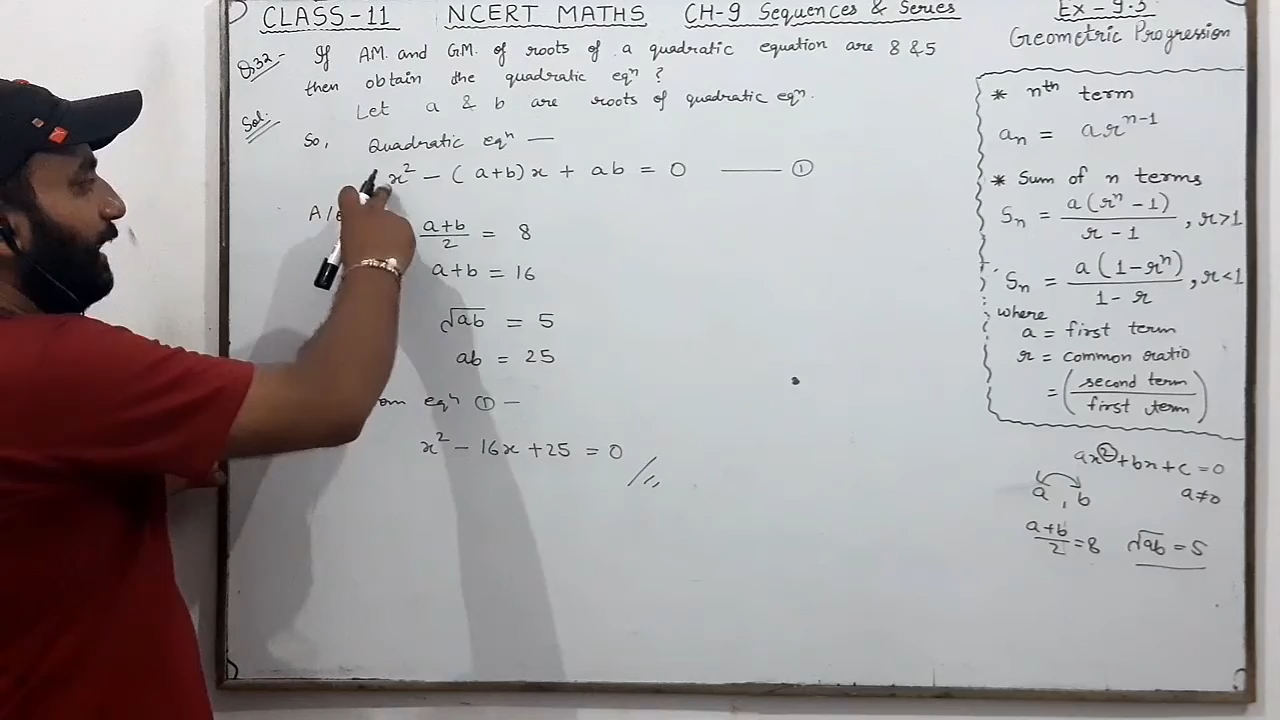 CLASS-11 NCERT MATHS CH-9 Sequences & Series
Ex-9.3
Geometric Progression
Q.32- If A.M. and G.M. of roots of a quadratic equation are 8 & 5
then obtain the quadratic eqⁿ ?
Sol: Let a & b are roots of quadratic eqⁿ.
So, Quadratic eqⁿ —
x² - (a+b)x + ab = 0 —— ①
a+b/2 = 8
a+b = 16
√ab = 5
ab = 25
eqⁿ ① —
x² - 16x + 25 = 0
* nth term
aₙ = arⁿ⁻¹
* Sum of n terms
Sₙ = a(rⁿ - 1)/r - 1, r>1
Sₙ = a(1-rⁿ)/1 - r, r<1
where
a = first term
r = common ratio
= (second term/first term)
ax²+bx+c=0
a, b a≠0
a+b/2 = 8 √ab = 5